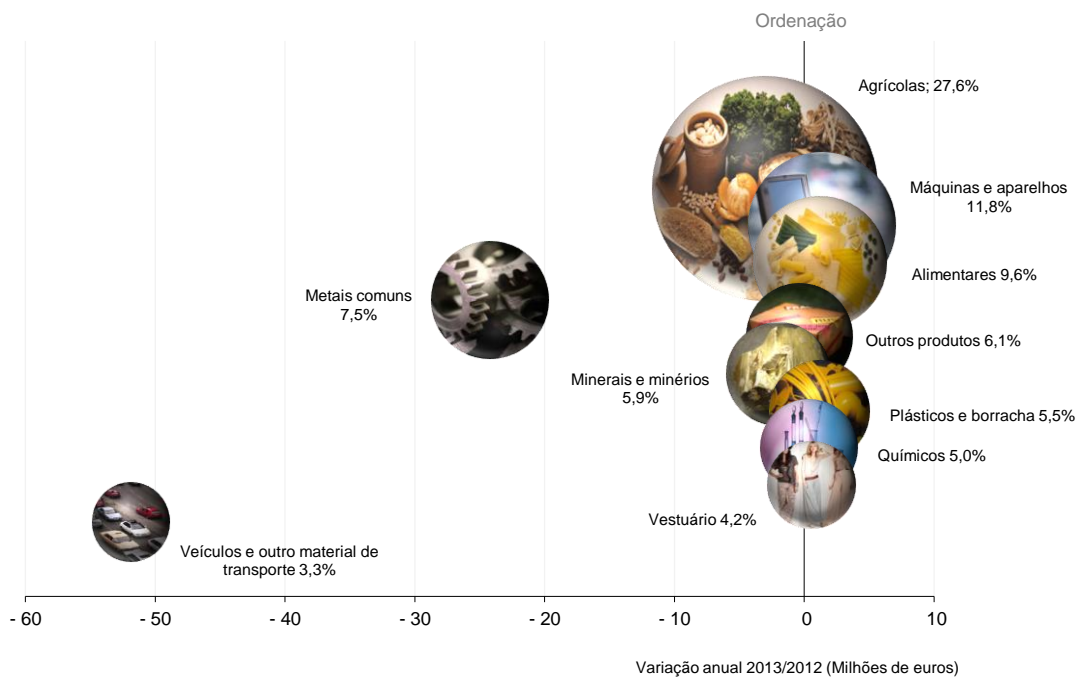 Ordenação
Agrícolas; 27,6%
Máquinas e aparelhos
11,8%
Alimentares 9,6%
Metais comuns
7,5%
Outros produtos 6,1%
Minerais e minérios
5,9%
Plásticos e borracha 5,5%
Químicos 5,0%
Vestuário 4,2%
Veículos e outro material de
transporte 3,3%
- 60 - 50 - 40 - 30 - 20 - 10 0 10
Variação anual 2013/2012 (Milhões de euros)